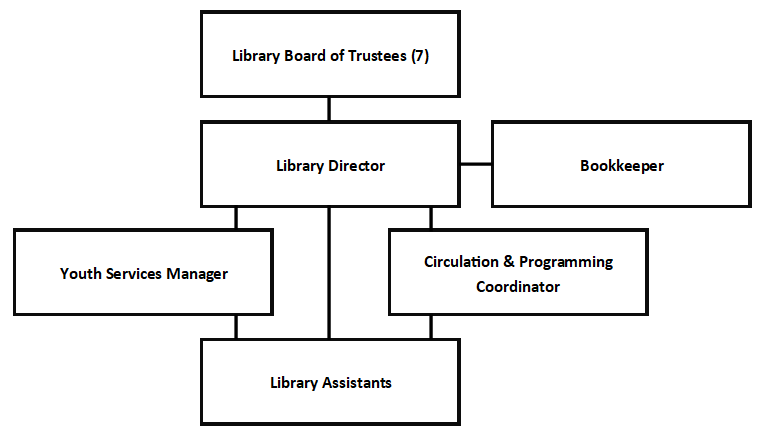 Library Board of Trustees (7)
Library Director
Bookkeeper
Youth Services Manager
Circulation & Programming
Coordinator
Library Assistants